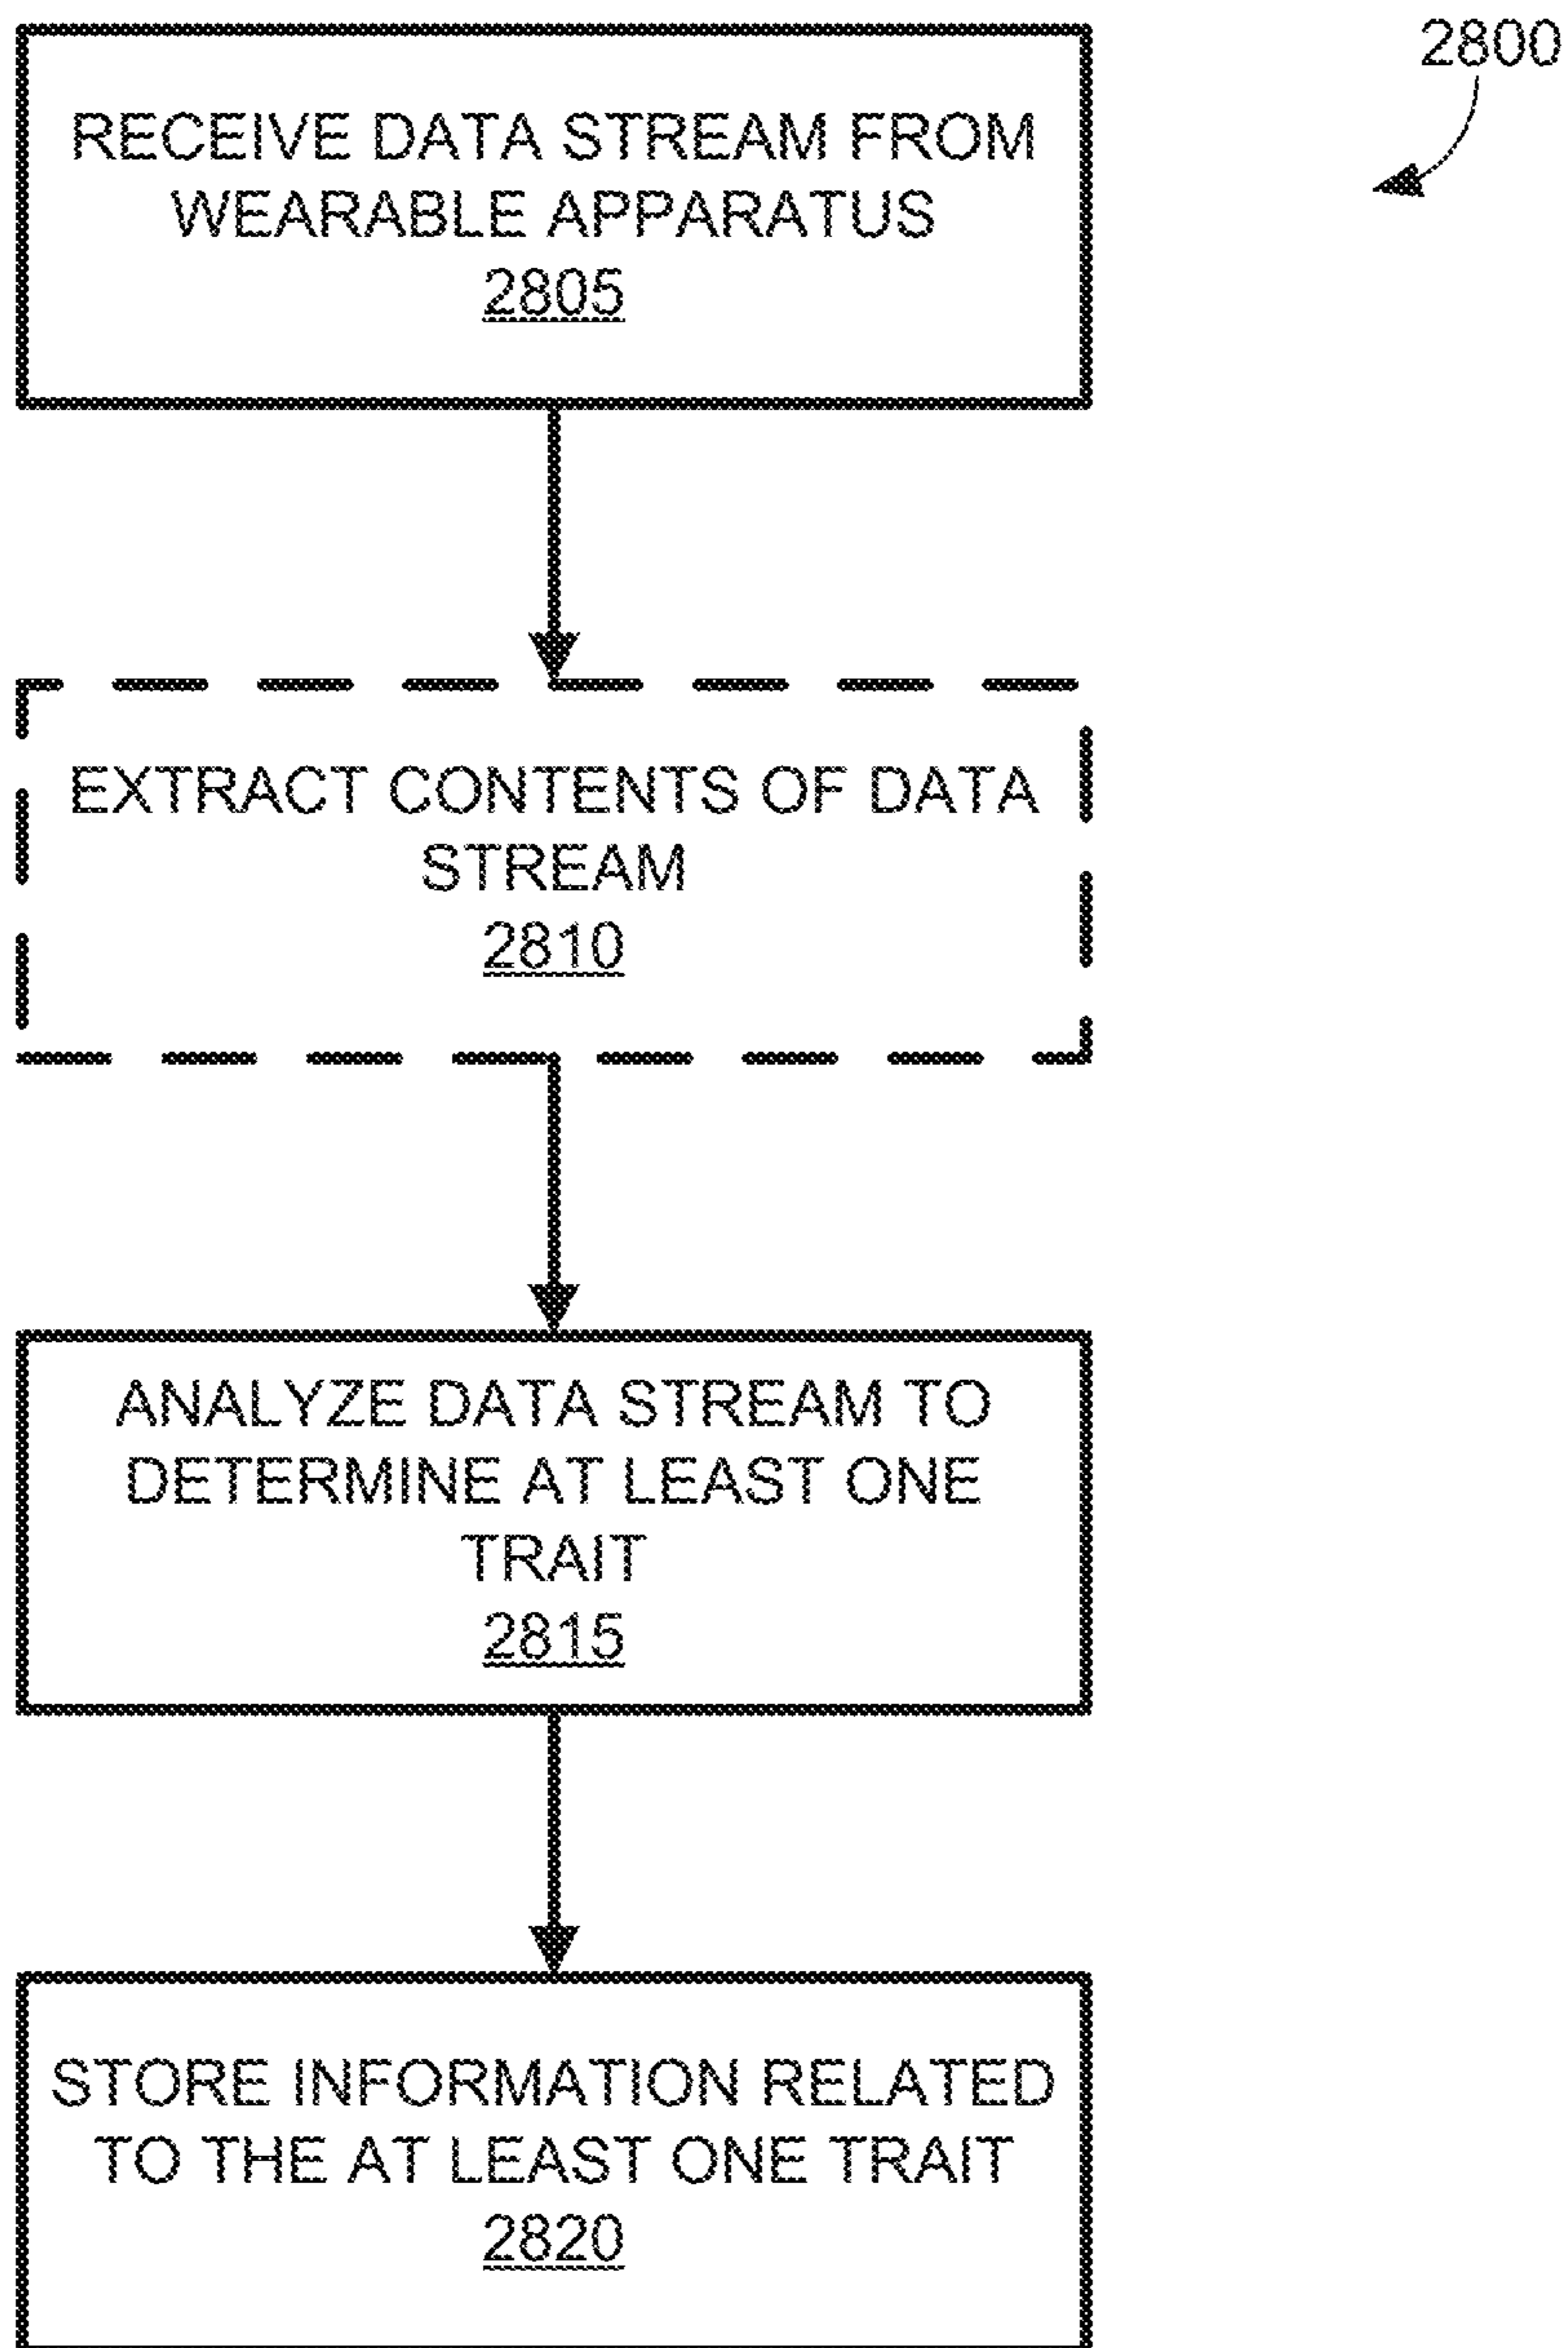 2800
RECEIVE DATA STREAM FROM
WEARABLE APPARATUS
2805
EXTRACT CONTENTS OF DATA
STREAM
2810
ANALYZE DATA STREAM TO
DETERMINE AT LEAST ONE
TRAIT
2815
STORE INFORMATION RELATED
TO THE AT LEAST ONE TRAIT
2820